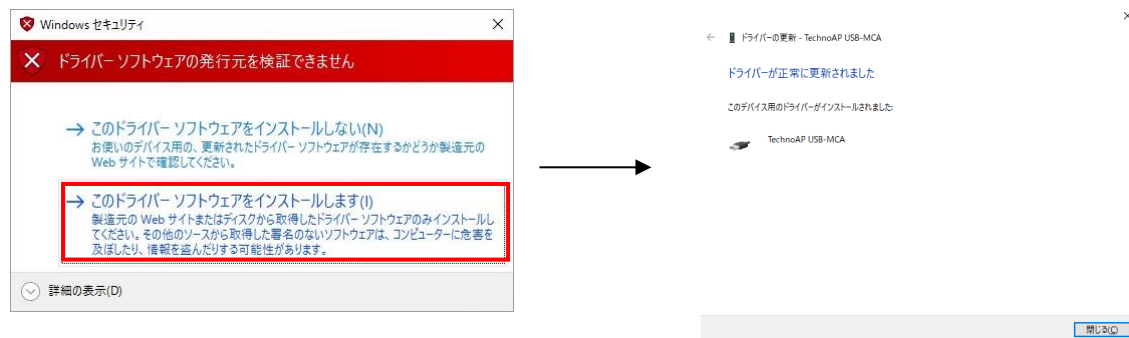 Windows セキュリティ
ドライバー ソフトウェアの発行元を検証できません
このドライバー ソフトウェアをインストールしない(N)
お使いのデバイス用の、更新されたドライバー ソフトウェアが存在するかどうか製造元の
Web サイトで確認してください。
このドライバー ソフトウェアをインストールします(I)
製造元の Web サイトまたはディスクから取得したドライバー ソフトウェアのみインストールし
てください。その他のソースから取得した署名のないソフトウェアは、コンピューターに危害を
及ぼしたり、情報を盗んだりする可能性があります。
詳細の表示(D)
ドライバーの更新 - TechnoAP USB-MCA
ドライバーが正常に更新されました
このデバイス用のドライバーがインストールされました:
TechnoAP USB-MCA
閉じる(C)